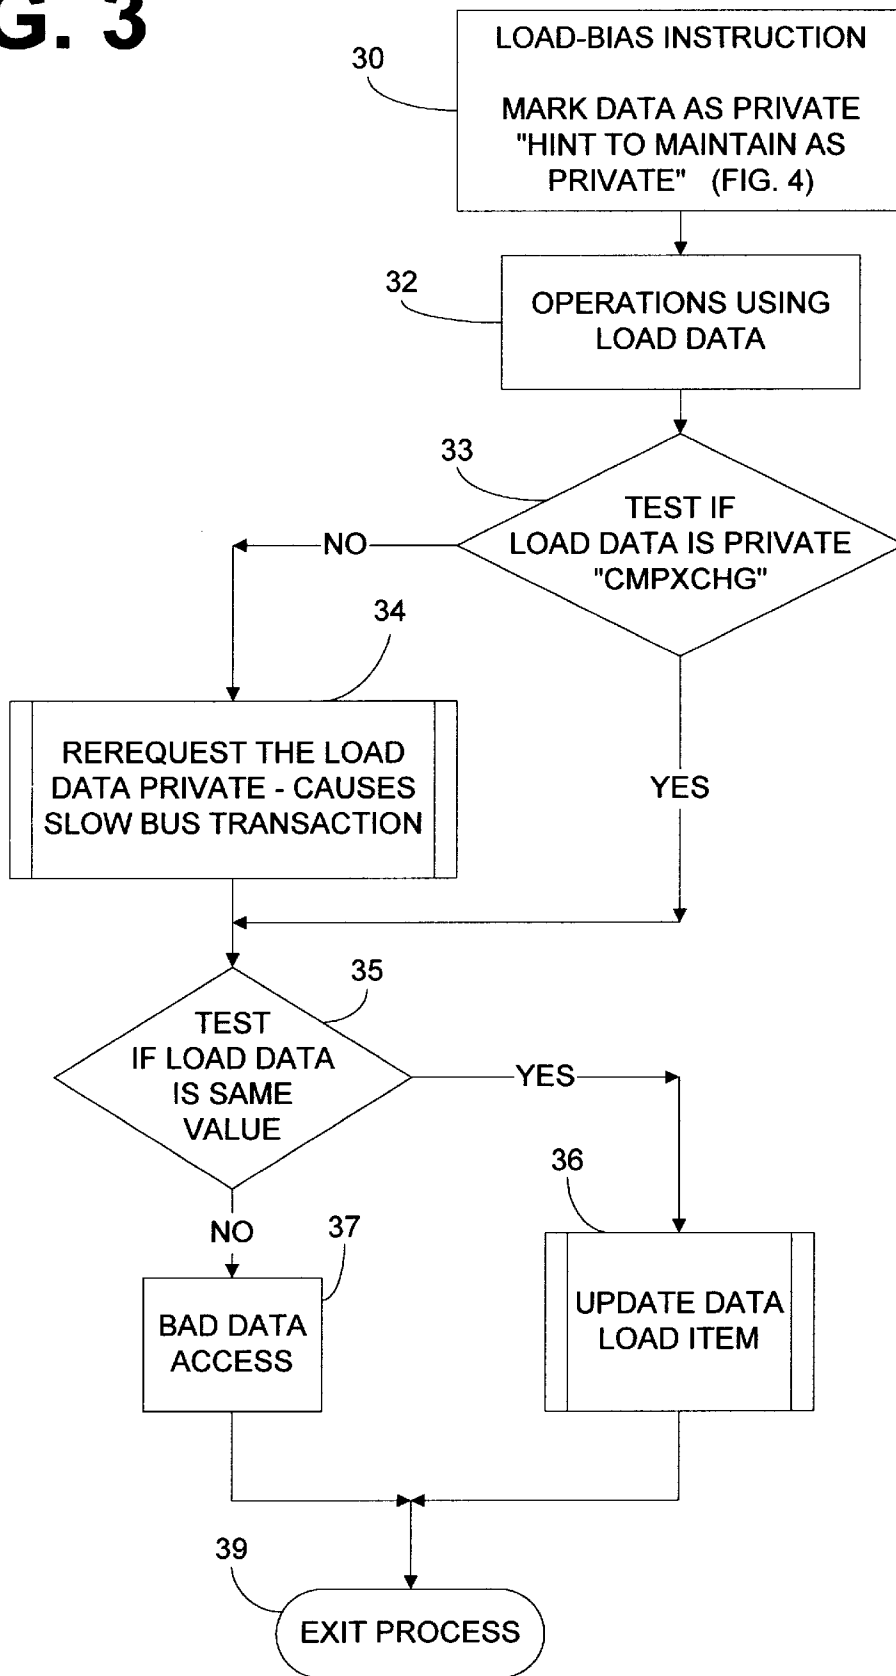 G. 3
30
LOAD-BIAS INSTRUCTION
MARK DATA AS PRIVATE
"HINT TO MAINTAIN AS
PRIVATE" (FIG. 4)
32
OPERATIONS USING
LOAD DATA
33
TEST IF
LOAD DATA IS PRIVATE
"CMPXCHG"
NO
34
REREQUEST THE LOAD
DATA PRIVATE - CAUSES
SLOW BUS TRANSACTION
YES
35
TEST
IF LOAD DATA
IS SAME
VALUE
YES
36
NO
37
BAD DATA
ACCESS
UPDATE DATA
LOAD ITEM
39
EXIT PROCESS